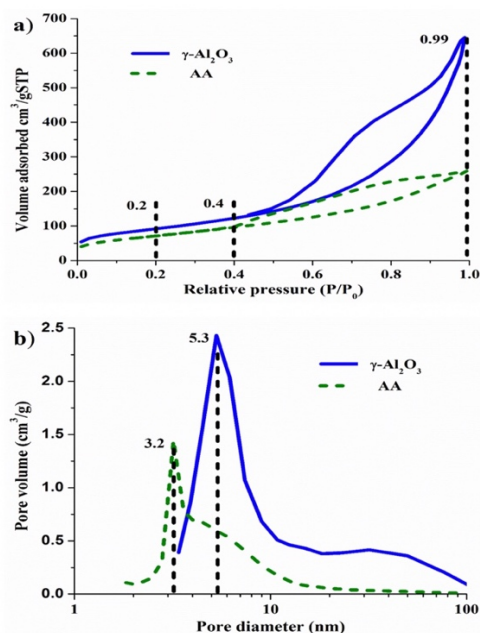 a)
700
600
500
400
300
200
100
0
Volume adsorbed cm³/gSTP
γ-Al₂O₃
AA
0.99
0.2
0.4
0.0 0.2 0.4 0.6 0.8 1.0
Relative pressure (P/P₀)
b)
2.5
2.0
1.5
1.0
0.5
0.0
Pore volume (cm³/g)
5.3
γ-Al₂O₃
AA
3.2
1 10 100
Pore diameter (nm)